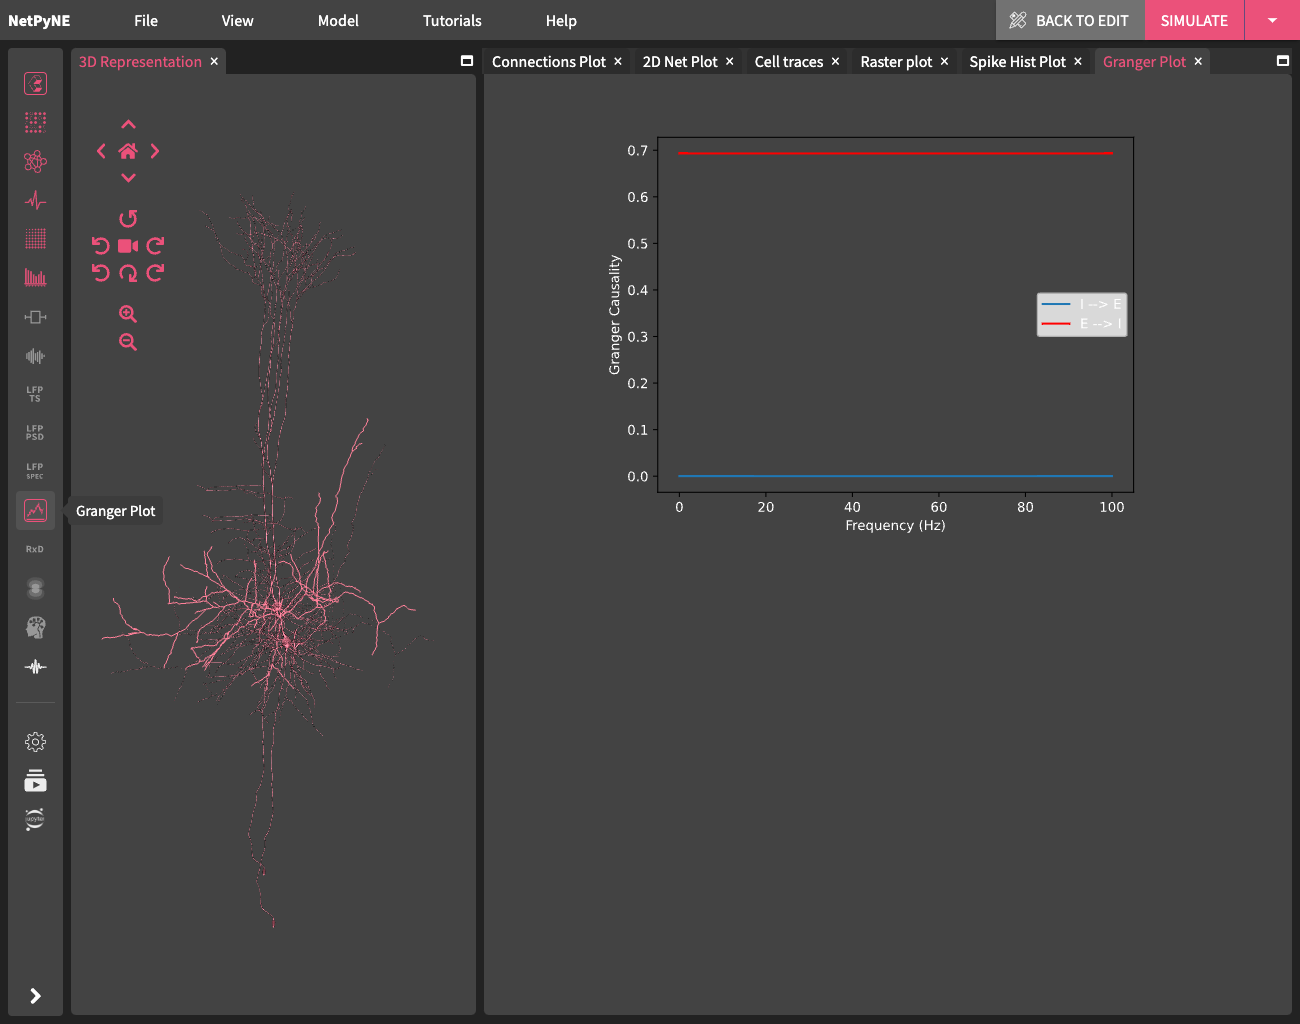 NetPyNE File View Model Tutorials Help BACK TO EDIT SIMULATE
3D Representation ×
Connections Plot × 2D Net Plot × Cell traces × Raster plot × Spike Hist Plot × Granger Plot ×
LFP
TS
LFP
PSD
LFP
SPEC
Granger Plot
RxD
jupyter
0.7
0.6
0.5
0.4
0.3
0.2
0.1
0.0
Granger Causality
I --> E
E --> I
0 20 40 60 80 100
Frequency (Hz)